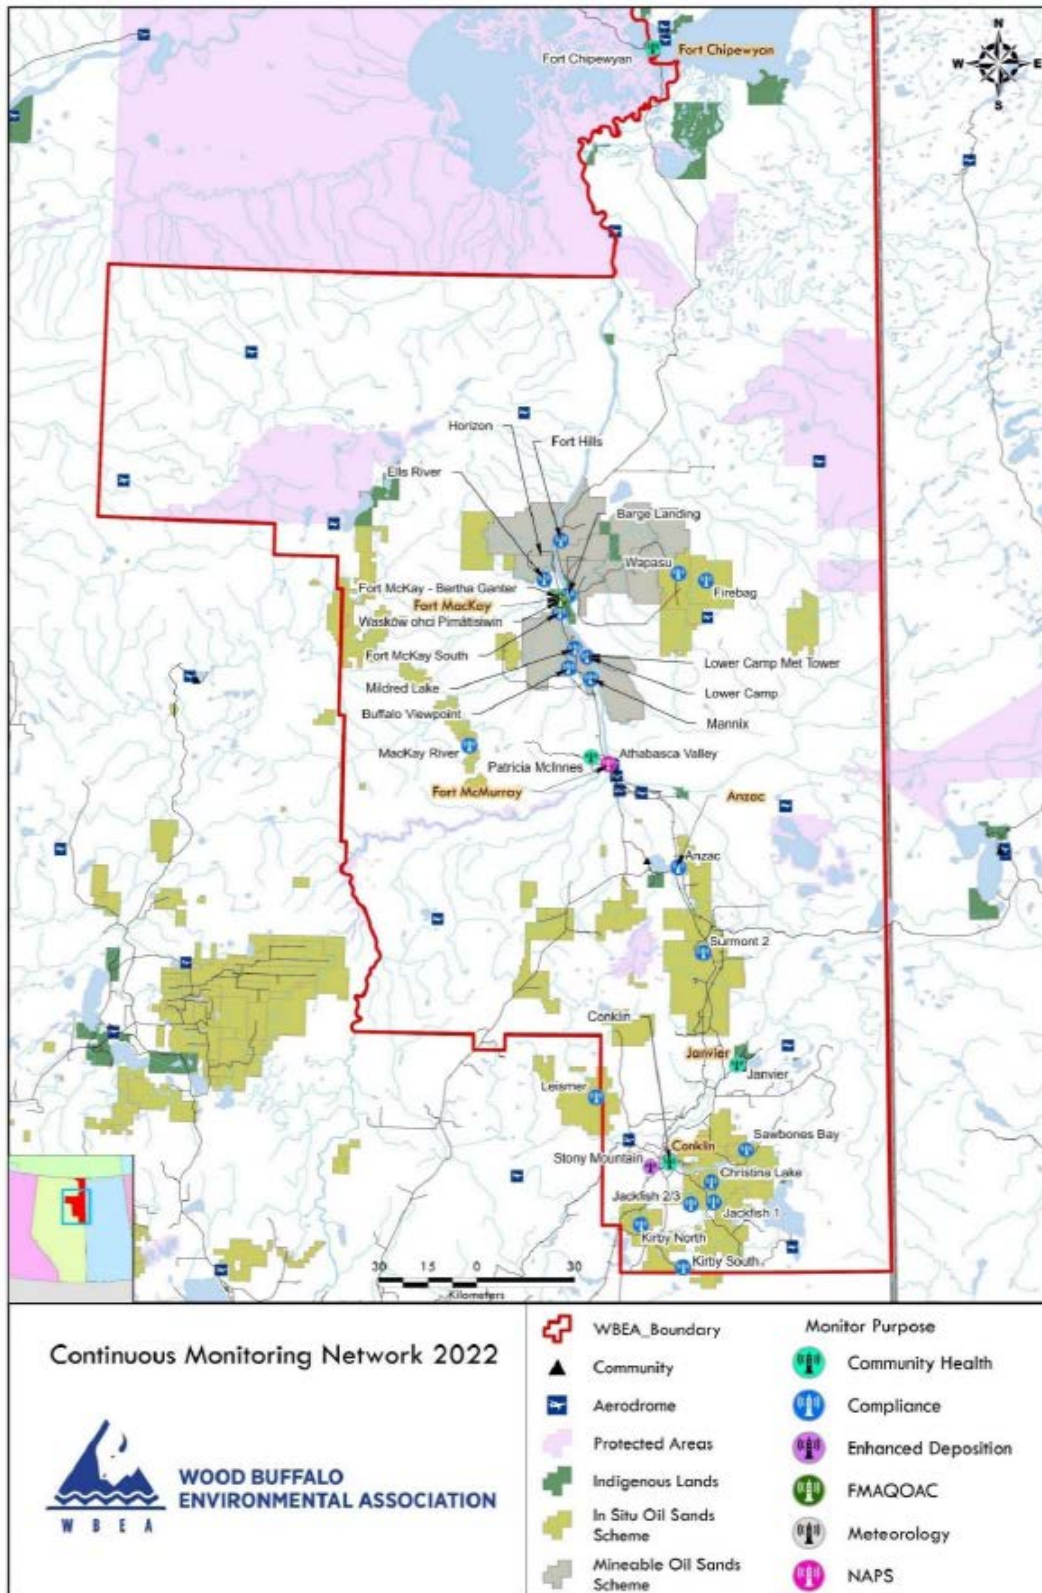 N
W E
S
Fort Chipewyan
Fort Chipewyan
Horizon
Fort Hills
Ells River
Barge Landing
Wapasu
Fort McKay - Bertha Ganter
Firebag
Fort MacKay
Waskōw ohci Pimâtisiwin
Fort McKay South
Lower Camp Met Tower
Mildred Lake
Lower Camp
Buffalo Viewpoint
Mannix
MacKay River
Athabasca Valley
Patricia McInnes
Fort McMurray
Anzac
Anzac
Surmont 2
Conklin
Janvier
Janvier
Leismer
Sawbones Bay
Conklin
Stony Mountain
Christina Lake
Jackfish 2/3
Jackfish 1
Kirby North
Kirby South
30 15 0 30
Kilometers
Continuous Monitoring Network 2022
WBEA
WOOD BUFFALO
ENVIRONMENTAL ASSOCIATION
WBEA_Boundary
Community
Aerodrome
Protected Areas
Indigenous Lands
In Situ Oil Sands
Scheme
Mineable Oil Sands
Scheme
Monitor Purpose
Community Health
Compliance
Enhanced Deposition
FMAQOAC
Meteorology
NAPS